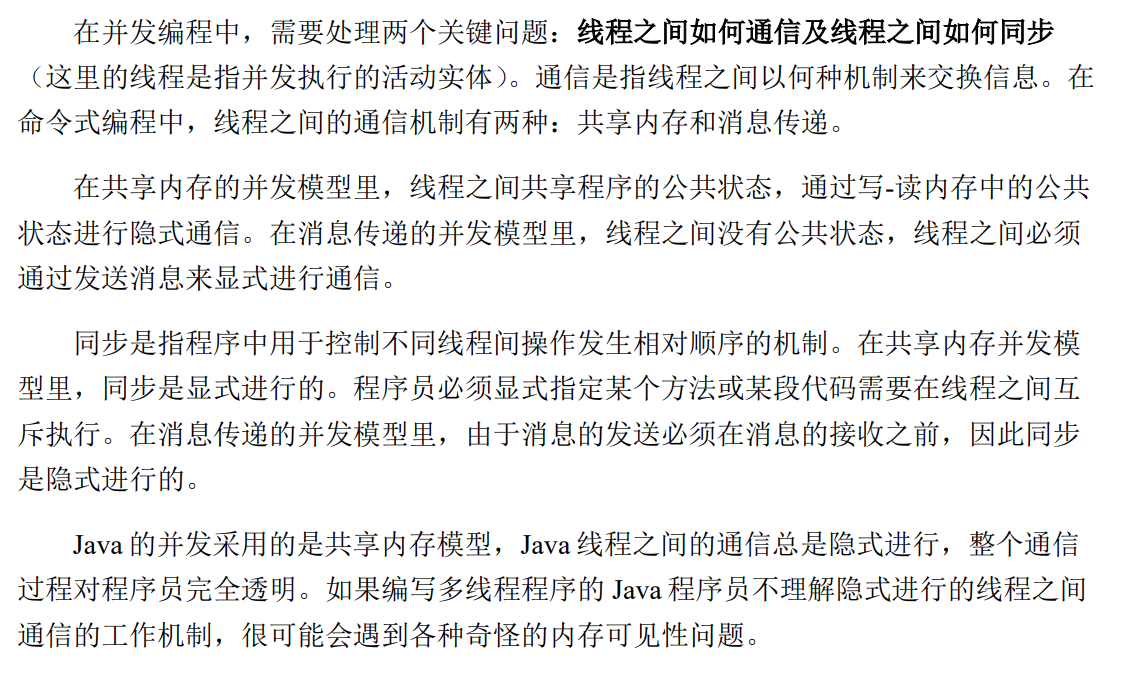 在并发编程中，需要处理两个关键问题：线程之间如何通信及线程之间如何同步
（这里的线程是指并发执行的活动实体）。通信是指线程之间以何种机制来交换信息。在
命令式编程中，线程之间的通信机制有两种：共享内存和消息传递。
在共享内存的并发模型里，线程之间共享程序的公共状态，通过写-读内存中的公共
状态进行隐式通信。在消息传递的并发模型里，线程之间没有公共状态，线程之间必须
通过发送消息来显式进行通信。
同步是指程序中用于控制不同线程间操作发生相对顺序的机制。在共享内存并发模
型里，同步是显式进行的。程序员必须显式指定某个方法或某段代码需要在线程之间互
斥执行。在消息传递的并发模型里，由于消息的发送必须在消息的接收之前，因此同步
是隐式进行的。
Java 的并发采用的是共享内存模型，Java 线程之间的通信总是隐式进行，整个通信
过程对程序员完全透明。如果编写多线程程序的 Java 程序员不理解隐式进行的线程之间
通信的工作机制，很可能会遇到各种奇怪的内存可见性问题。